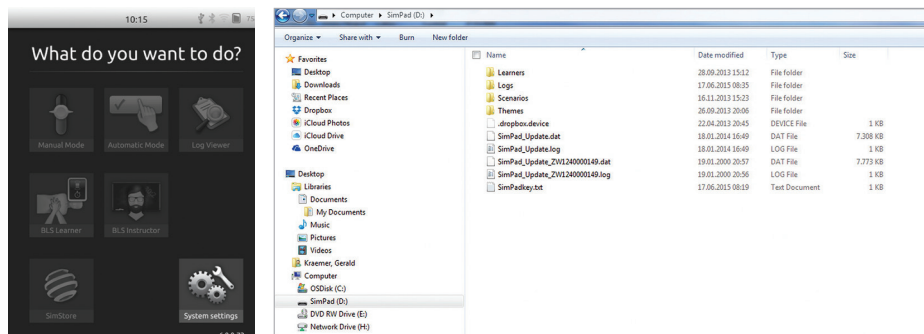 10:15
What do you want to do?
Manual Mode
Automatic Mode
Log Viewer
BLS Learner
BLS Instructor
SimStore
System settings
Computer ▸ SimPad (D:) ▸
Organize ▾ Share with ▾ Burn New folder
Favorites
Desktop
Downloads
Recent Places
Dropbox
iCloud Photos
iCloud Drive
OneDrive
Desktop
Libraries
Documents
My Documents
Music
Pictures
Videos
Kraemer, Gerald
Computer
OSDisk (C:)
SimPad (D:)
DVD RW Drive (E:)
Network Drive (H:)
Name Date modified Type Size
Learners 28.09.2013 15:12 File folder
Logs 17.06.2015 08:35 File folder
Scenarios 16.11.2013 15:23 File folder
Themes 26.09.2013 20:06 File folder
.dropbox.device 22.04.2013 20:45 DEVICE File 1 KB
SimPad_Update.dat 18.01.2014 16:49 DAT File 7.308 KB
SimPad_Update.log 18.01.2014 16:49 LOG File 1 KB
SimPad_Update_ZW1240000149.dat 19.01.2000 20:57 DAT File 7.773 KB
SimPad_Update_ZW1240000149.log 19.01.2000 20:56 LOG File 1 KB
SimPadkey.txt 17.06.2015 08:19 Text Document 1 KB